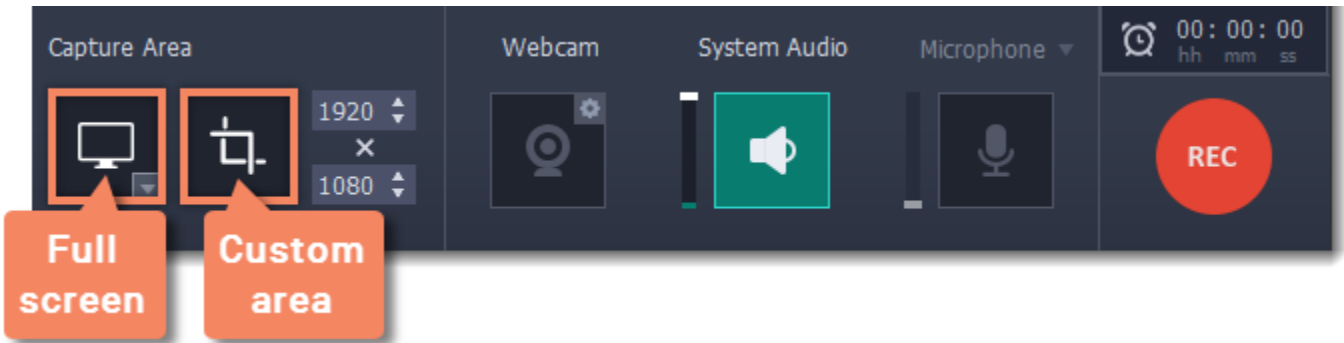 Capture Area
Webcam
System Audio
Microphone
00 : 00 : 00
hh mm ss
1920
×
1080
REC
Full
screen
Custom
area